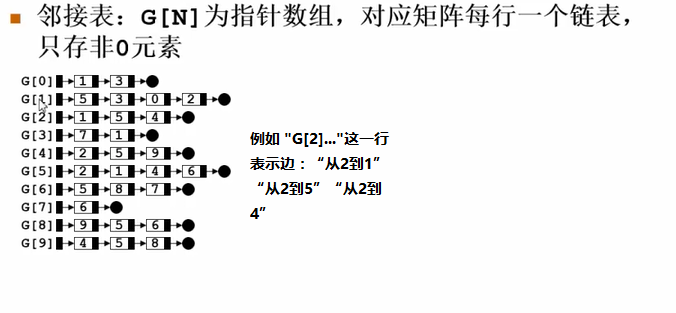 邻接表：G[N]为指针数组，对应矩阵每行一个链表，
只存非0元素
G[0] 1 3
G[1] 5 3 0 2
G[2] 1 5 4
G[3] 7 1
G[4] 2 5 9
G[5] 2 1 4 6
G[6] 5 8 7
G[7] 6
G[8] 9 5 6
G[9] 4 5 8
例如 "G[2]..."这一行
表示边：“从2到1”
“从2到5”“从2到
4”